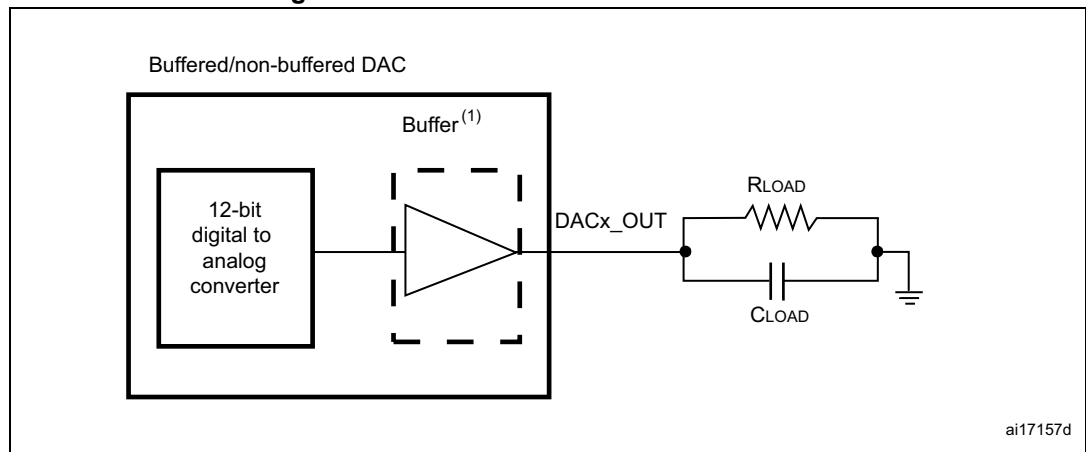 Buffered/non-buffered DAC
Buffer(1)
12-bit
digital to
analog
converter
DACx_OUT
RLOAD
CLOAD
ai17157d